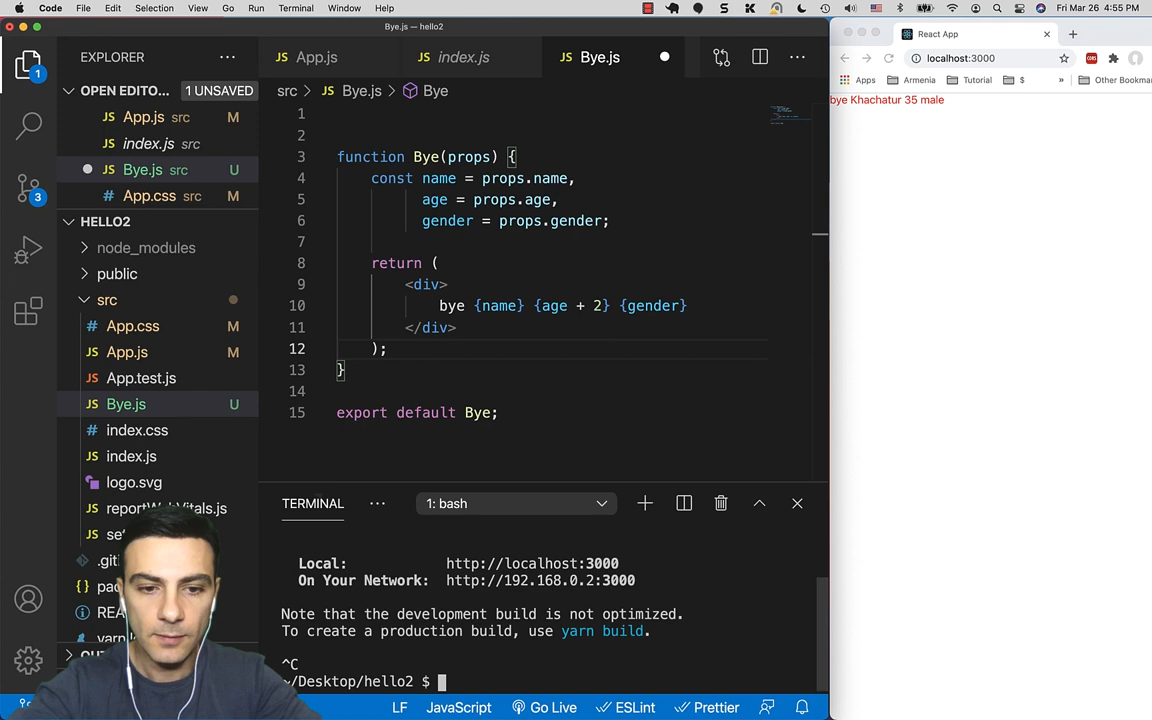 Code File Edit Selection View Go Run Terminal Window Help Fri Mar 26 4:55 PM
Bye.js — hello2
EXPLORER
OPEN EDITO... 1 UNSAVED
App.js src M
index.js src
Bye.js src U
App.css src M
HELLO2
node_modules
public
src
App.css M
App.js M
App.test.js
Bye.js U
index.css
index.js
logo.svg
.gi
pac
REA
App.js
index.js
Bye.js
src > Bye.js > Bye
1
2
3 function Bye(props) {
4 const name = props.name,
5 age = props.age,
6 gender = props.gender;
7
8 return (
9 <div>
10 bye {name} {age + 2} {gender}
11 </div>
12 );
13 }
14
15 export default Bye;
TERMINAL 1: bash
Local: http://localhost:3000
On Your Network: http://192.168.0.2:3000
Note that the development build is not optimized.
To create a production build, use yarn build.
^C
~/Desktop/hello2 $
LF JavaScript Go Live ESLint Prettier
React App
localhost:3000
Apps Armenia Tutorial $ » Other Bookmar
bye Khachatur 35 male